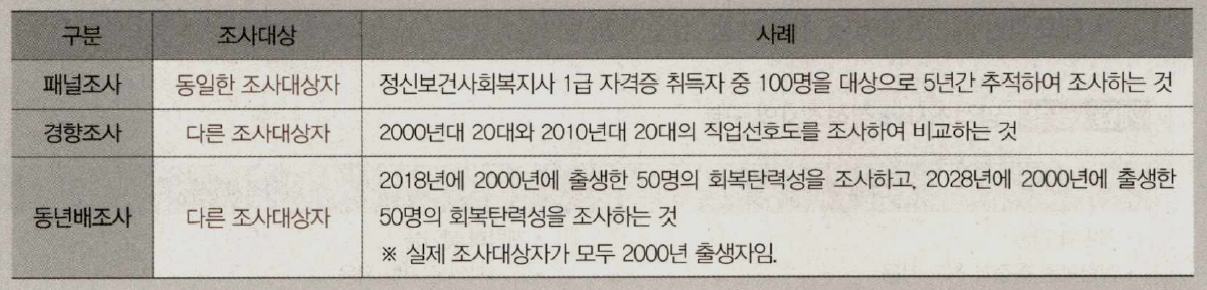 구분 조사대상 사례
패널조사 동일한 조사대상자 정신보건사회복지사 1급 자격증 취득자 중 100명을 대상으로 5년간 추적하여 조사하는 것
경향조사 다른 조사대상자 2000년대 20대와 2010년대 20대의 직업선호도를 조사하여 비교하는 것
동년배조사 다른 조사대상자 2018년에 2000년에 출생한 50명의 회복탄력성을 조사하고, 2028년에 2000년에 출생한
50명의 회복탄력성을 조사하는 것
※ 실제 조사대상자가 모두 2000년 출생자임.